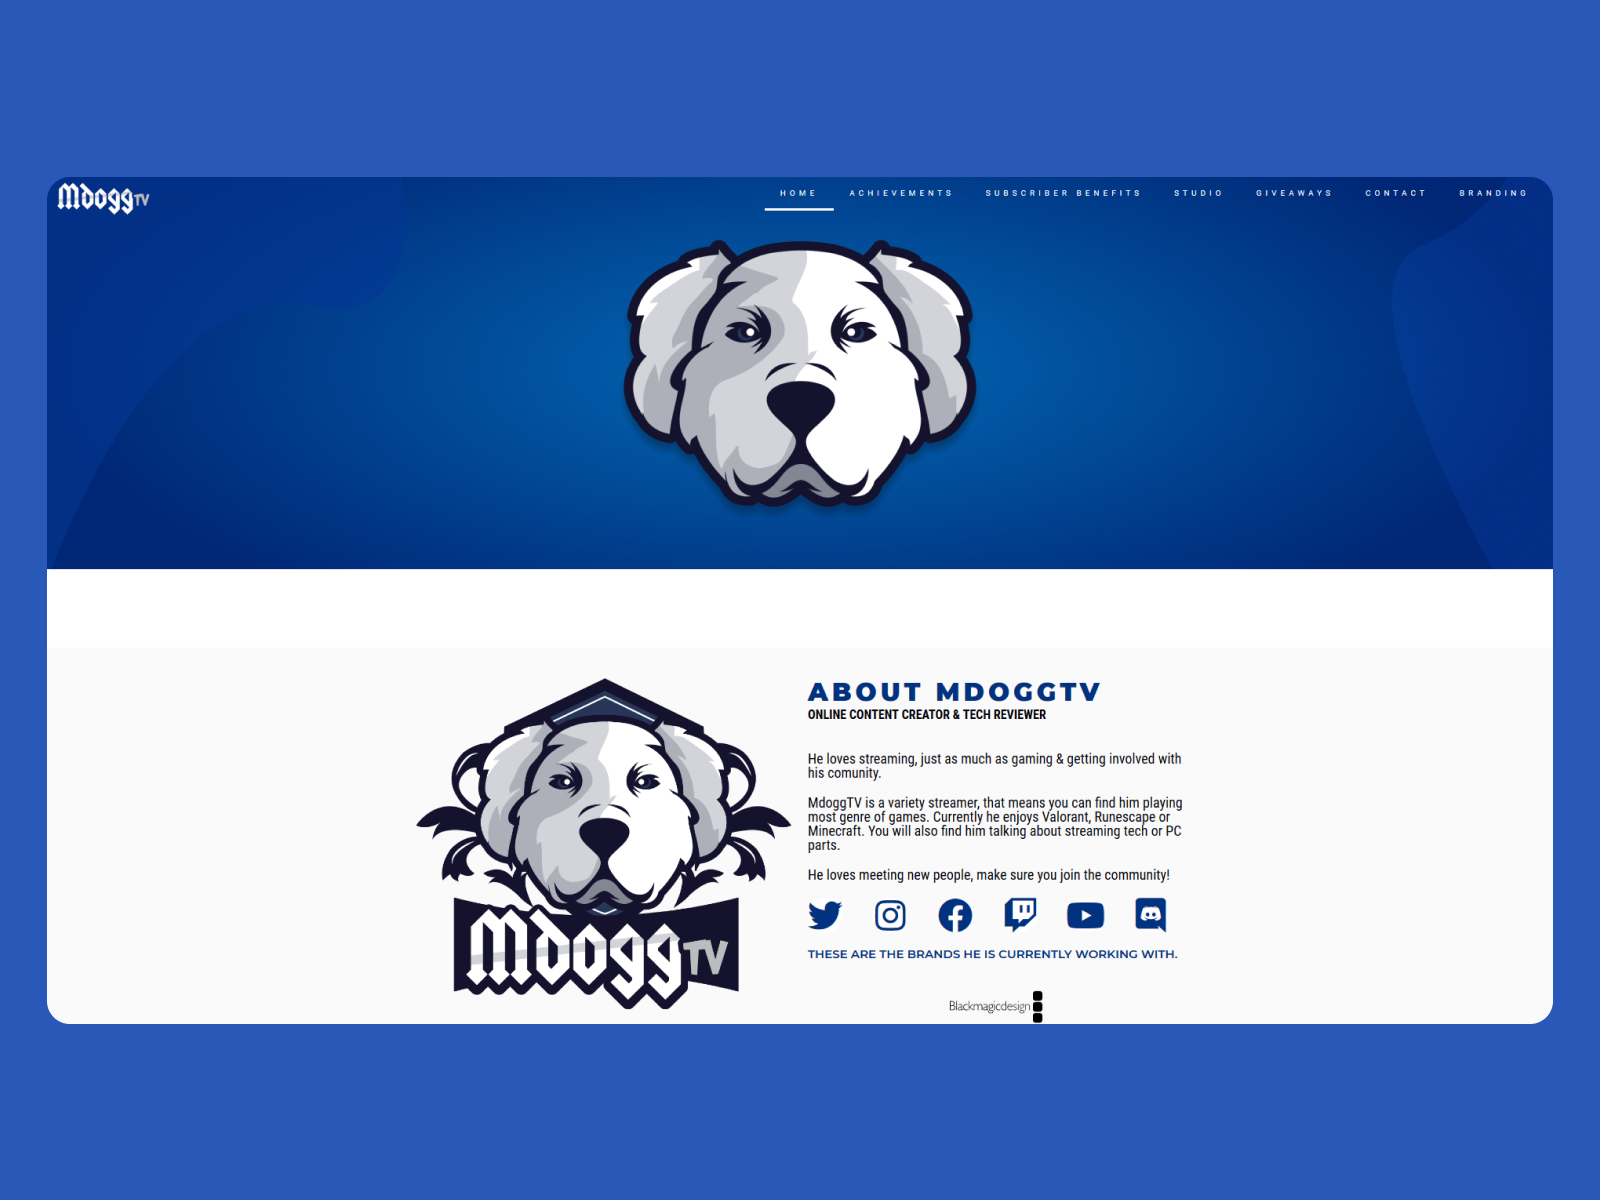 MdoggTV
HOME ACHIEVEMENTS SUBSCRIBER BENEFITS STUDIO GIVEAWAYS CONTACT BRANDING
ABOUT MDOGGTV
ONLINE CONTENT CREATOR & TECH REVIEWER
He loves streaming, just as much as gaming & getting involved with
his comunity.
MdoggTV is a variety streamer, that means you can find him playing
most genre of games. Currently he enjoys Valorant, Runescape or
Minecraft. You will also find him talking about streaming tech or PC
parts.
He loves meeting new people, make sure you join the community!
THESE ARE THE BRANDS HE IS CURRENTLY WORKING WITH.
MdoggTV
Blackmagicdesign